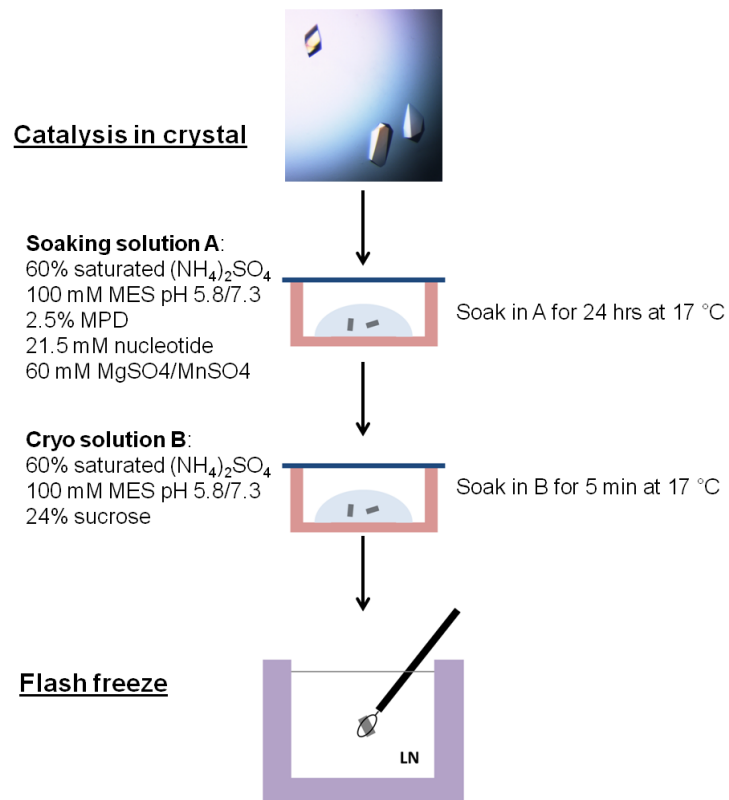 Catalysis in crystal
Soaking solution A:
60% saturated (NH₄)₂SO₄
100 mM MES pH 5.8/7.3
2.5% MPD
21.5 mM nucleotide
60 mM MgSO4/MnSO4
Soak in A for 24 hrs at 17 °C
Cryo solution B:
60% saturated (NH₄)₂SO₄
100 mM MES pH 5.8/7.3
24% sucrose
Soak in B for 5 min at 17 °C
Flash freeze
LN